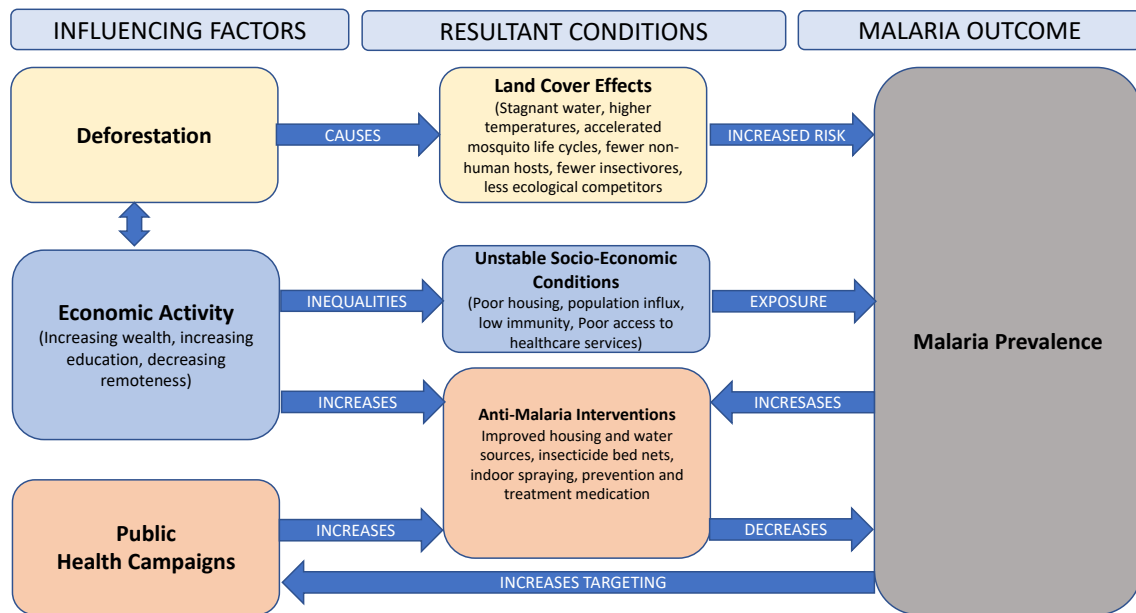 INFLUENCING FACTORS
RESULTANT CONDITIONS
MALARIA OUTCOME
Deforestation
CAUSES
Land Cover Effects
(Stagnant water, higher
temperatures, accelerated
mosquito life cycles, fewer non-
human hosts, fewer insectivores,
less ecological competitors
INCREASED RISK
Economic Activity
(Increasing wealth, increasing
education, decreasing
remoteness)
INEQUALITIES
Unstable Socio-Economic
Conditions
(Poor housing, population influx,
low immunity, Poor access to
healthcare services)
EXPOSURE
Malaria Prevalence
INCREASES
Anti-Malaria Interventions
Improved housing and water
sources, insecticide bed nets,
indoor spraying, prevention and
treatment medication
INCRESASES
Public
Health Campaigns
INCREASES
DECREASES
INCREASES TARGETING